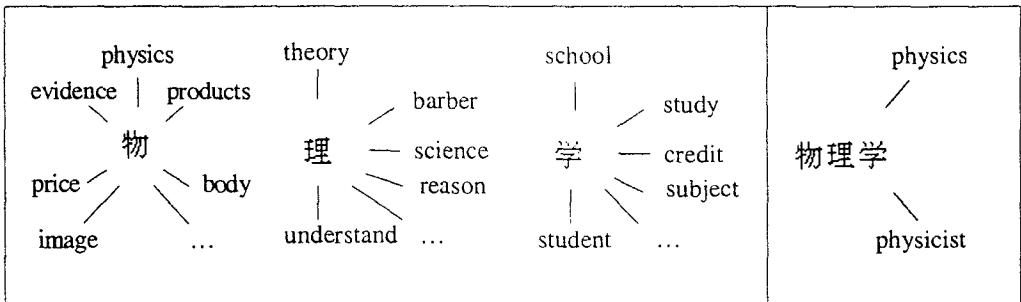 physics
evidence products
物
price body
image ...
theory
barber
理 science
reason
understand ...
school
study
学 credit
subject
student ...
physics
物理学
physicist